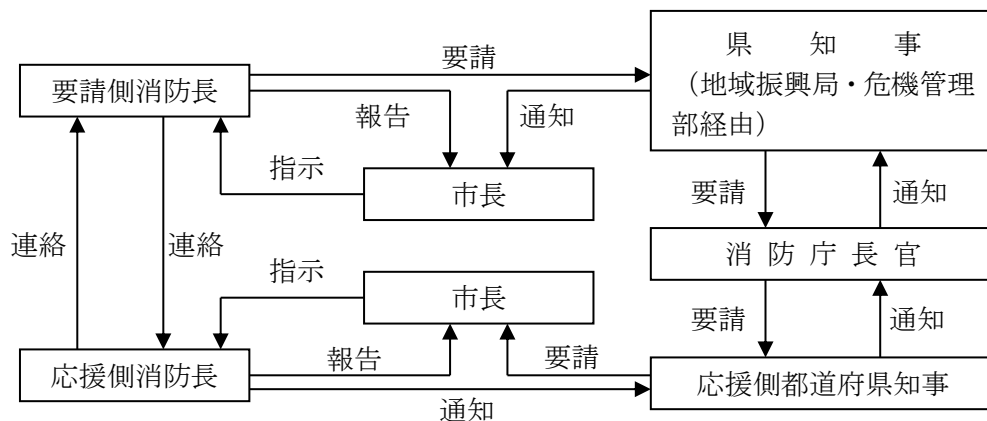 県知事
（地域振興局・危機管理
部経由）
要請
要請側消防長
報告
通知
指示
市長
要請
通知
連絡
連絡
消防庁長官
指示
市長
要請
通知
応援側消防長
報告
要請
応援側都道府県知事
通知